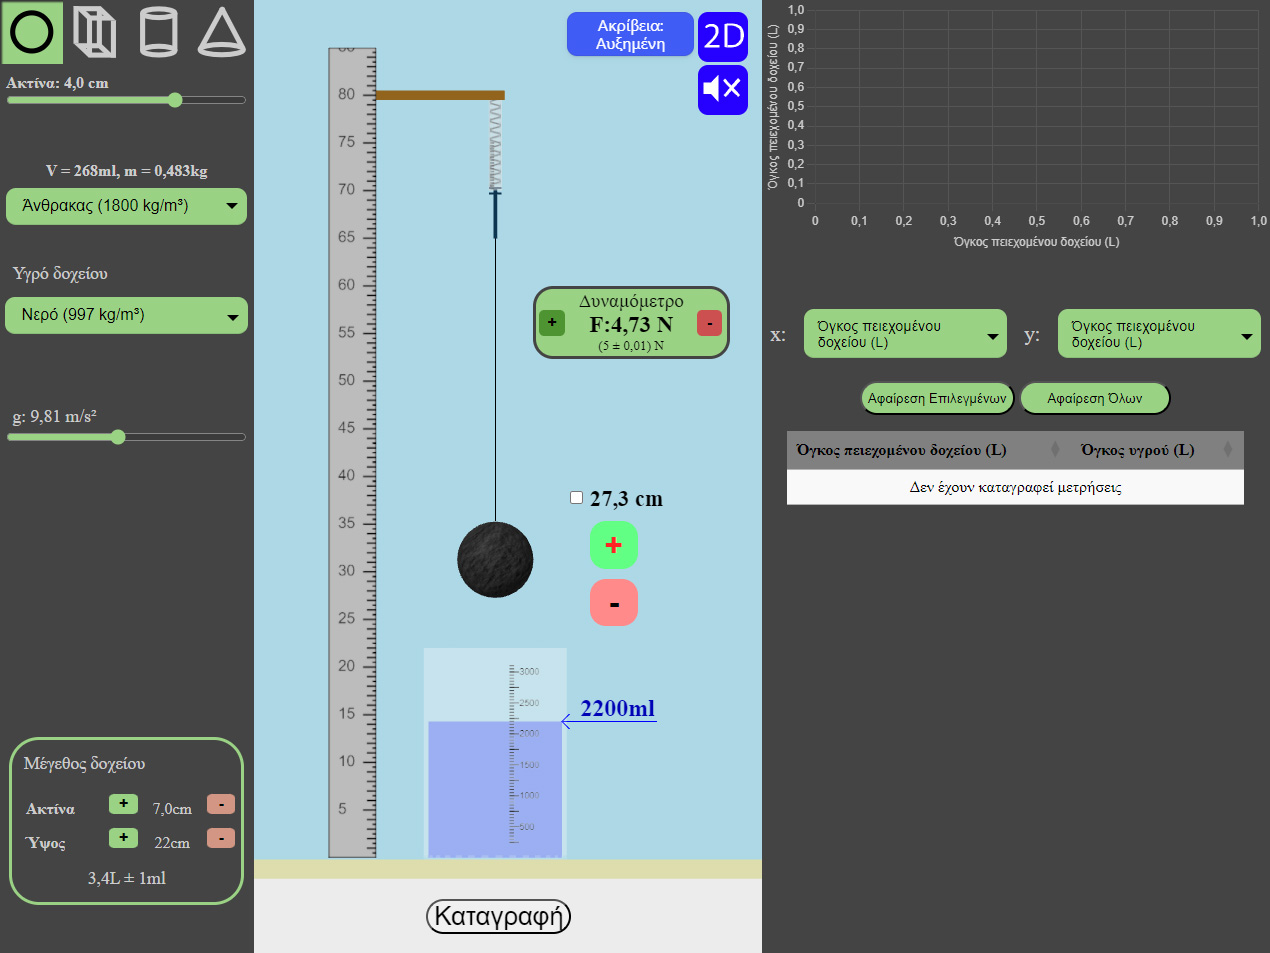 Ακτίνα: 4,0 cm
V = 268ml, m = 0,483kg
Άνθρακας (1800 kg/m³)
Υγρό δοχείου
Νερό (997 kg/m³)
g: 9,81 m/s²
Μέγεθος δοχείου
Ακτίνα + 7,0cm -
Ύψος + 22cm -
3,4L ± 1ml
Ακρίβεια:
Αυξημένη
2D
80
75
70
65
60
55
50
45
40
35
30
25
20
15
10
5
Δυναμόμετρο
+ F:4,73 N -
(5 ± 0,01) N
27,3 cm
+
-
3000
2500
2000
1500
1000
500
2200ml
Καταγραφή
Όγκος πειεχομένου δοχείου (L)
1,0
0,9
0,8
0,7
0,6
0,5
0,4
0,3
0,2
0,1
0
0 0,1 0,2 0,3 0,4 0,5 0,6 0,7 0,8 0,9 1,0
Όγκος πειεχομένου δοχείου (L)
x:
Όγκος πειεχομένου
δοχείου (L)
y:
Όγκος πειεχομένου
δοχείου (L)
Αφαίρεση Επιλεγμένων
Αφαίρεση Όλων
Όγκος πειεχομένου δοχείου (L) Όγκος υγρού (L)
Δεν έχουν καταγραφεί μετρήσεις